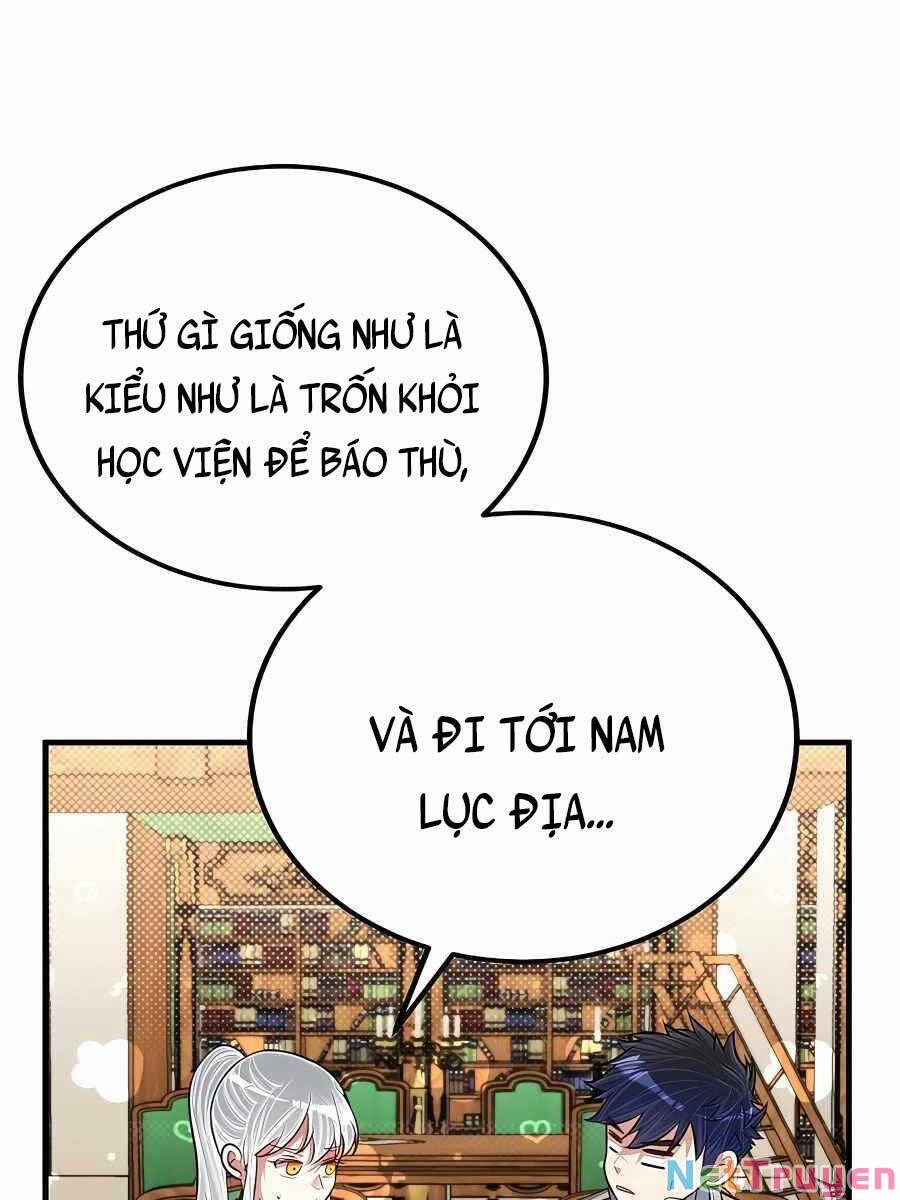 THỨ GÌ GIỐNG NHƯ LÀ
KIỂU NHƯ LÀ TRỐN KHỎI
HỌC VIỆN ĐỂ BÁO THÙ,
VÀ ĐI TỚI NAM
LỤC ĐỊA...
NetTruyen